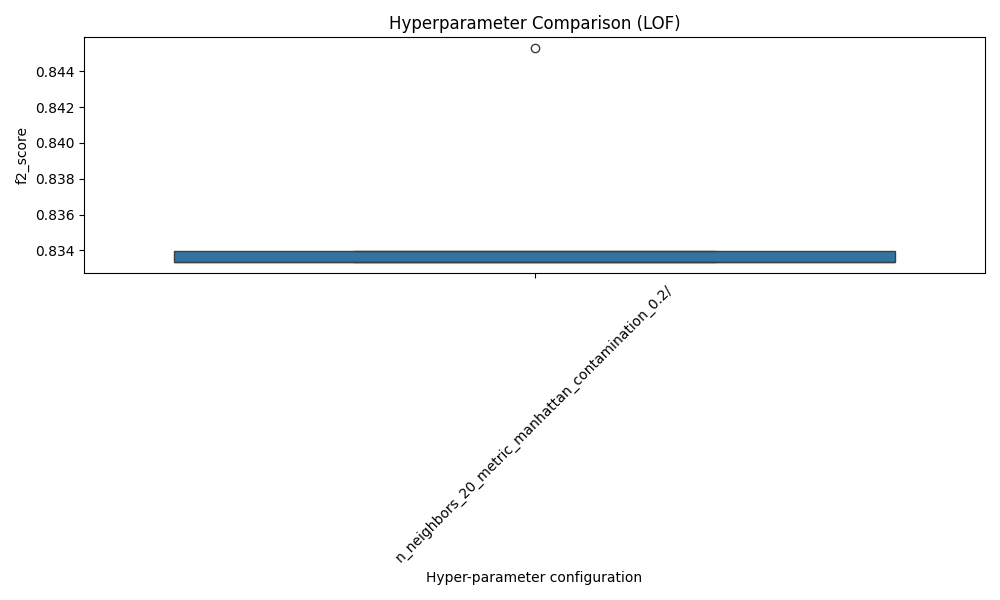 Hyperparameter Comparison (LOF)
0.844
0.842
0.840
0.838
0.836
0.834
f2_score
n_neighbors_20_metric_manhattan_contamination_0.2/
Hyper-parameter configuration